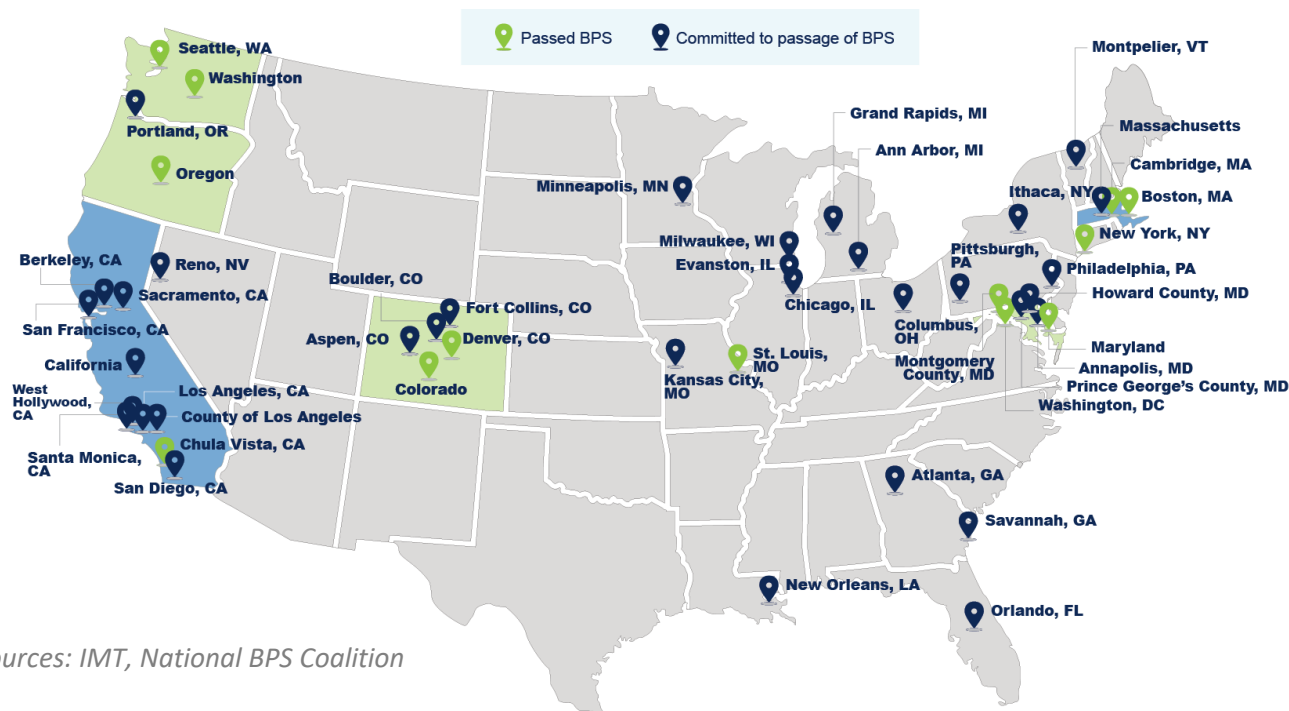 Passed BPS
Committed to passage of BPS
Seattle, WA
Washington
Portland, OR
Oregon
Berkeley, CA
Reno, NV
Sacramento, CA
San Francisco, CA
California
West
Hollywood,
CA
Los Angeles, CA
County of Los Angeles
Chula Vista, CA
Santa Monica,
CA
San Diego, CA
Boulder, CO
Fort Collins, CO
Aspen, CO
Denver, CO
Colorado
Minneapolis, MN
Milwaukee, WI
Evanston, IL
Chicago, IL
Grand Rapids, MI
Ann Arbor, MI
Kansas City,
MO
St. Louis,
MO
Columbus,
OH
Pittsburgh,
PA
Ithaca, NY
Montpelier, VT
Massachusetts
Cambridge, MA
Boston, MA
New York, NY
Philadelphia, PA
Howard County, MD
Montgomery
County, MD
Maryland
Annapolis, MD
Prince George's County, MD
Washington, DC
Atlanta, GA
Savannah, GA
New Orleans, LA
Orlando, FL
ources: IMT, National BPS Coalition